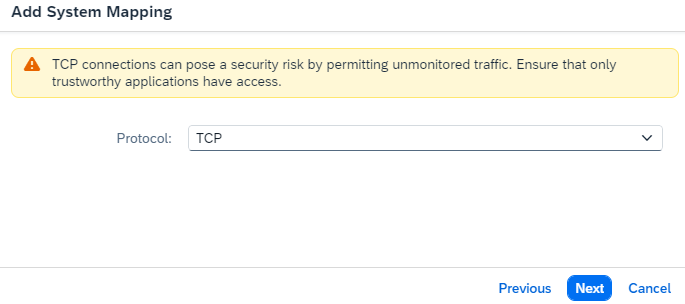 Add System Mapping
TCP connections can pose a security risk by permitting unmonitored traffic. Ensure that only
trustworthy applications have access.
Protocol: TCP
Previous Next Cancel